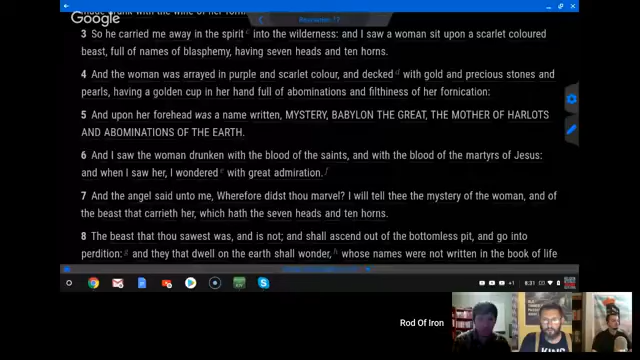 made drunk with the wine of her forni
Revelation 17
Google
3 So he carried me away in the spirit c into the wilderness: and I saw a woman sit upon a scarlet coloured
beast, full of names of blasphemy, having seven heads and ten horns.
4 And the woman was arrayed in purple and scarlet colour, and decked d with gold and precious stones and
pearls, having a golden cup in her hand full of abominations and filthiness of her fornication:
5 And upon her forehead was a name written, MYSTERY, BABYLON THE GREAT, THE MOTHER OF HARLOTS
AND ABOMINATIONS OF THE EARTH.
6 And I saw the woman drunken with the blood of the saints, and with the blood of the martyrs of Jesus:
and when I saw her, I wondered e with great admiration. f
7 And the angel said unto me, Wherefore didst thou marvel? I will tell thee the mystery of the woman, and of
the beast that carrieth her, which hath the seven heads and ten horns.
8 The beast that thou sawest was, and is not; and shall ascend out of the bottomless pit, and go into
perdition: g and they that dwell on the earth shall wonder, h whose names were not written in the book of life
+1
8:31
Rod Of Iron
KING